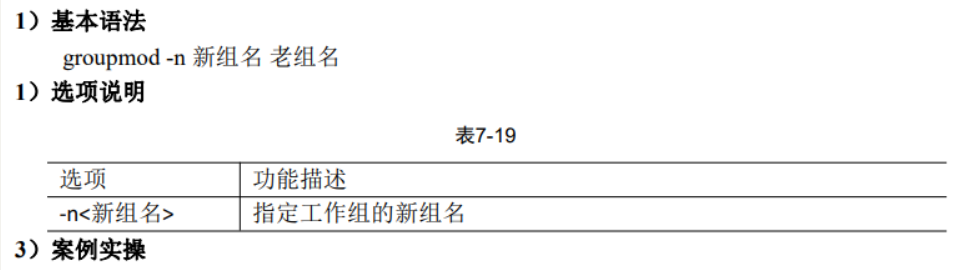 1）基本语法
groupmod -n 新组名 老组名
1）选项说明
表7-19
选项 功能描述
-n<新组名> 指定工作组的新组名
3）案例实操